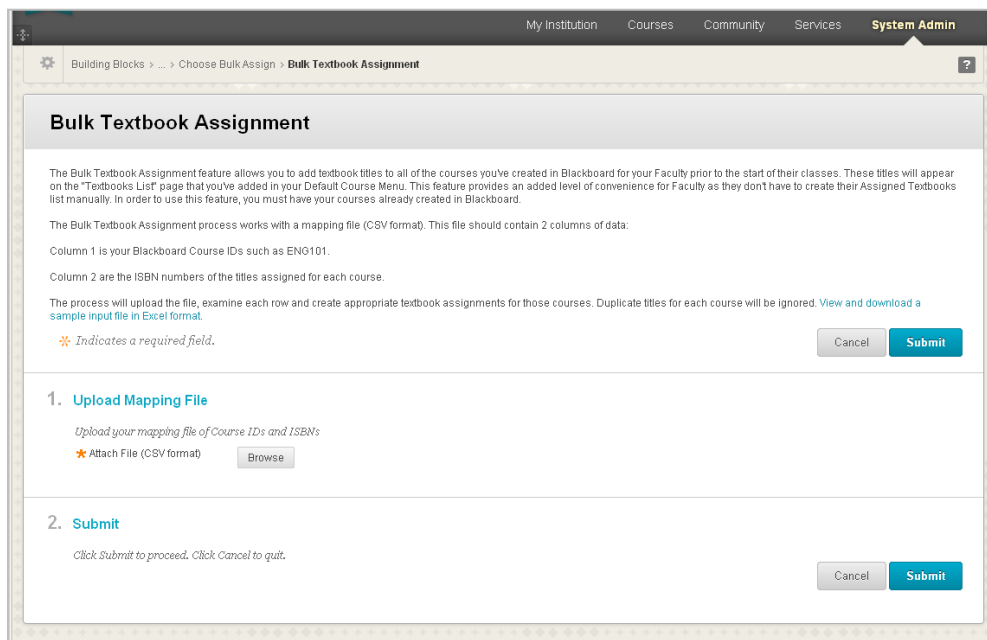 My Institution Courses Community Services System Admin
Building Blocks > ... > Choose Bulk Assign > Bulk Textbook Assignment ?
Bulk Textbook Assignment
The Bulk Textbook Assignment feature allows you to add textbook titles to all of the courses you've created in Blackboard for your Faculty prior to the start of their classes. These titles will appear
on the "Textbooks List" page that you've added in your Default Course Menu. This feature provides an added level of convenience for Faculty as they don't have to create their Assigned Textbooks
list manually. In order to use this feature, you must have your courses already created in Blackboard.
The Bulk Textbook Assignment process works with a mapping file (CSV format). This file should contain 2 columns of data:
Column 1 is your Blackboard Course IDs such as ENG101.
Column 2 are the ISBN numbers of the titles assigned for each course.
The process will upload the file, examine each row and create appropriate textbook assignments for those courses. Duplicate titles for each course will be ignored. View and download a
sample input file in Excel format.
* Indicates a required field.
Cancel Submit
1. Upload Mapping File
Upload your mapping file of Course IDs and ISBNs
* Attach File (CSV format) Browse
2. Submit
Click Submit to proceed. Click Cancel to quit.
Cancel Submit